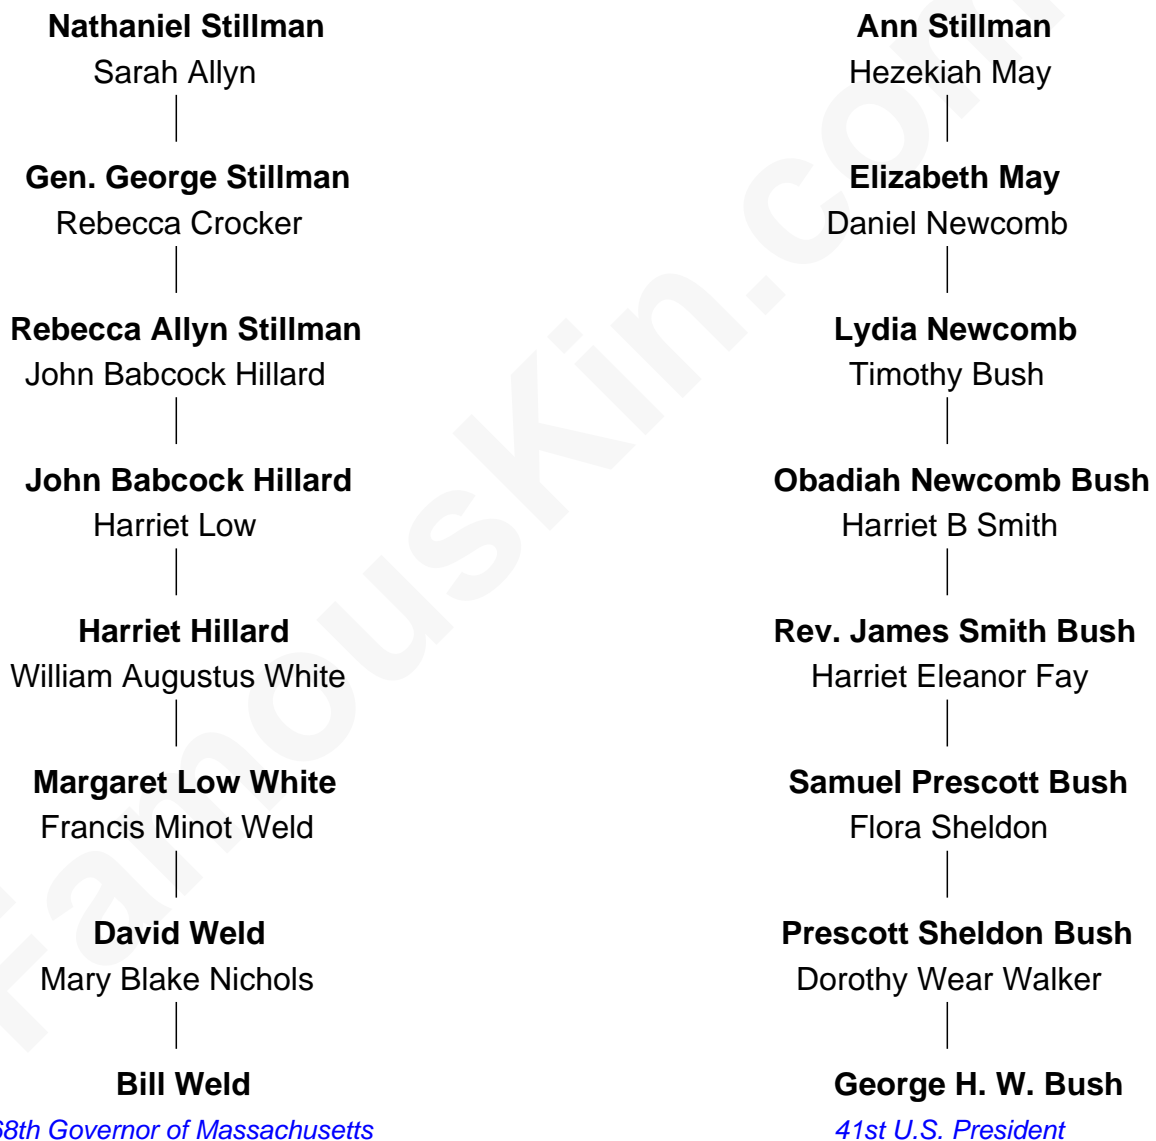 Nathaniel Stillman
Sarah Allyn
Gen. George Stillman
Rebecca Crocker
Rebecca Allyn Stillman
John Babcock Hillard
John Babcock Hillard
Harriet Low
Harriet Hillard
William Augustus White
Margaret Low White
Francis Minot Weld
David Weld
Mary Blake Nichols
Bill Weld
68th Governor of Massachusetts
Ann Stillman
Hezekiah May
Elizabeth May
Daniel Newcomb
Lydia Newcomb
Timothy Bush
Obadiah Newcomb Bush
Harriet B Smith
Rev. James Smith Bush
Harriet Eleanor Fay
Samuel Prescott Bush
Flora Sheldon
Prescott Sheldon Bush
Dorothy Wear Walker
George H. W. Bush
41st U.S. President
FamousKin.com